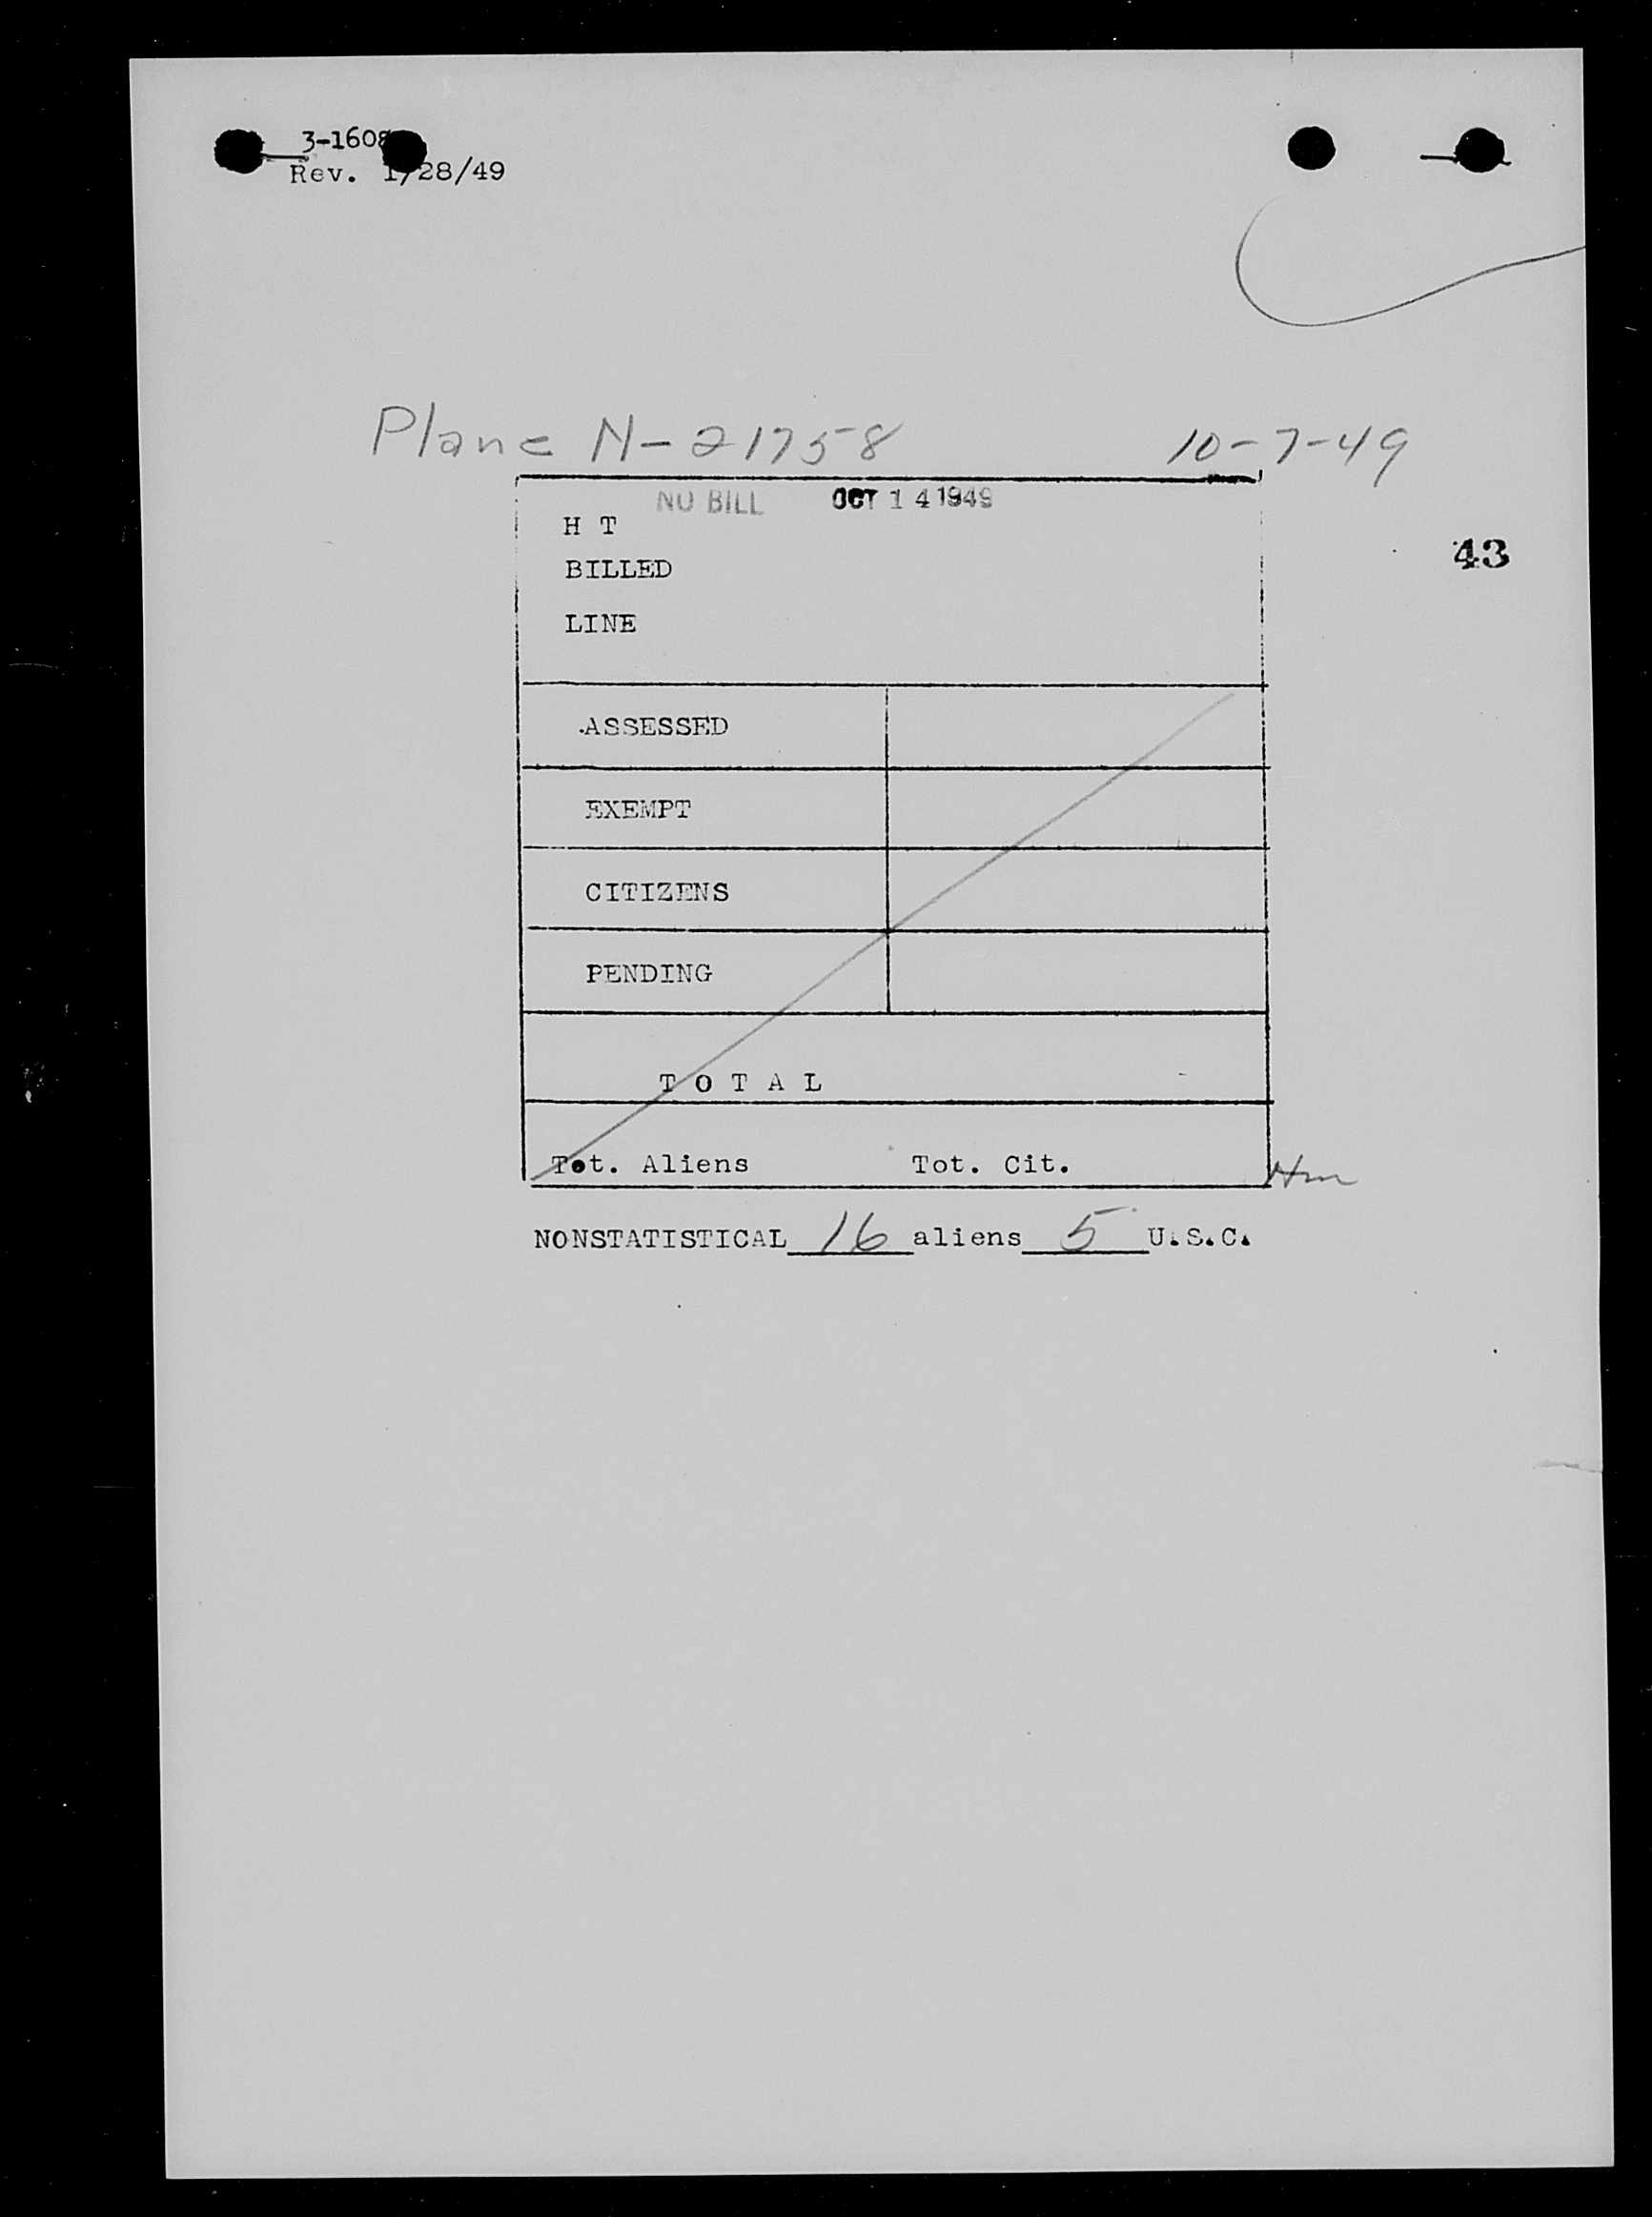 3-1608
Rev. 1/28/49
Plane N-21758 10-7-49
NO BILL OCT 14 1949
H T
43
BILLED
LINE
ASSESSED
EXEMPT
CITIZENS
PENDING
T O T A L
Tot. Aliens Tot. Cit.
NONSTATISTICAL 16 aliens 5 U.S.C.